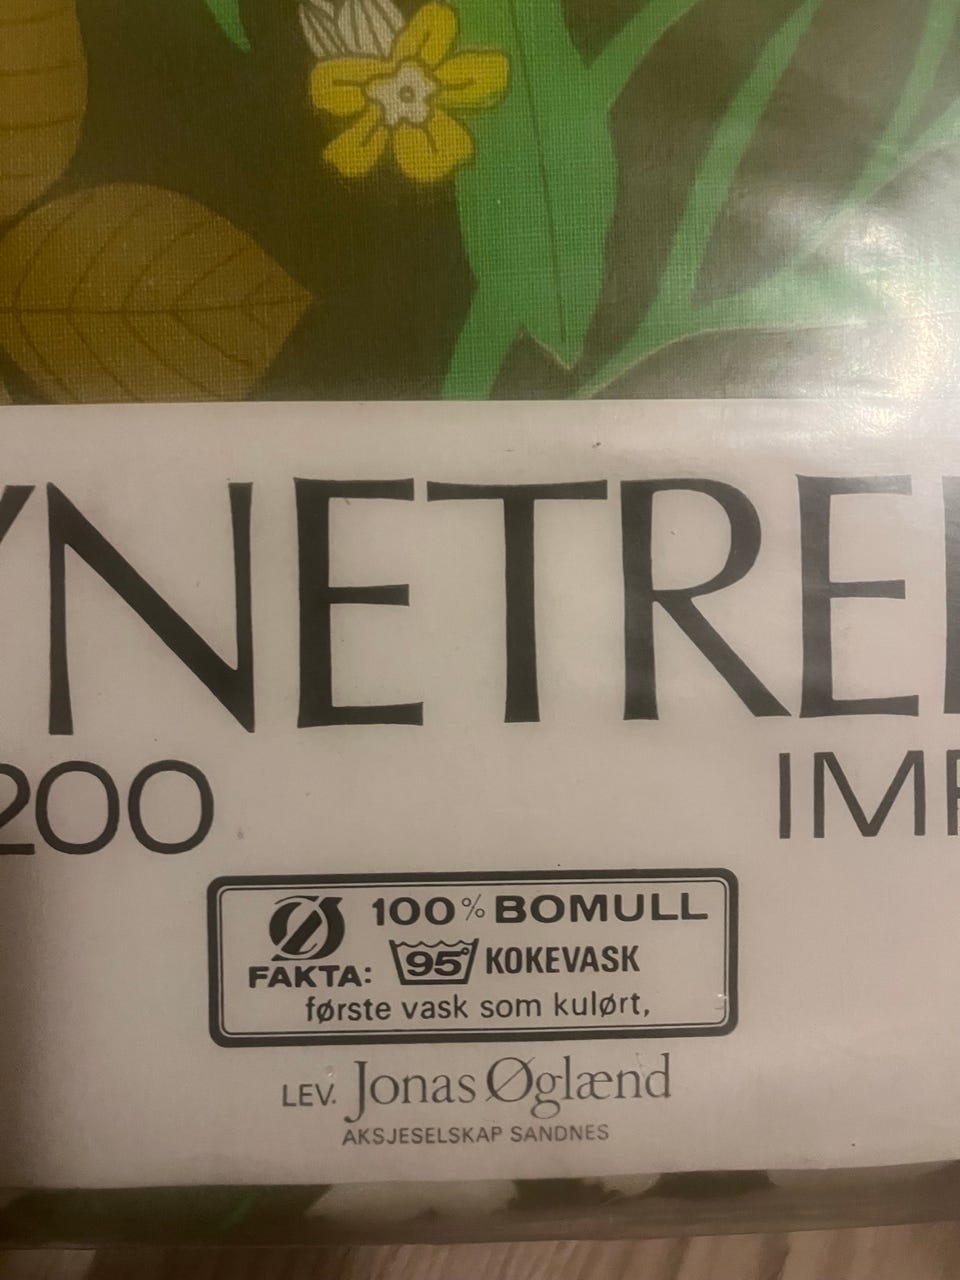 YNETREK
200
IMP
100% BOMULL
FAKTA: 95° KOKEVASK
første vask som kulørt,
LEV. Jonas Øglænd
AKSJESELSKAP SANDNES